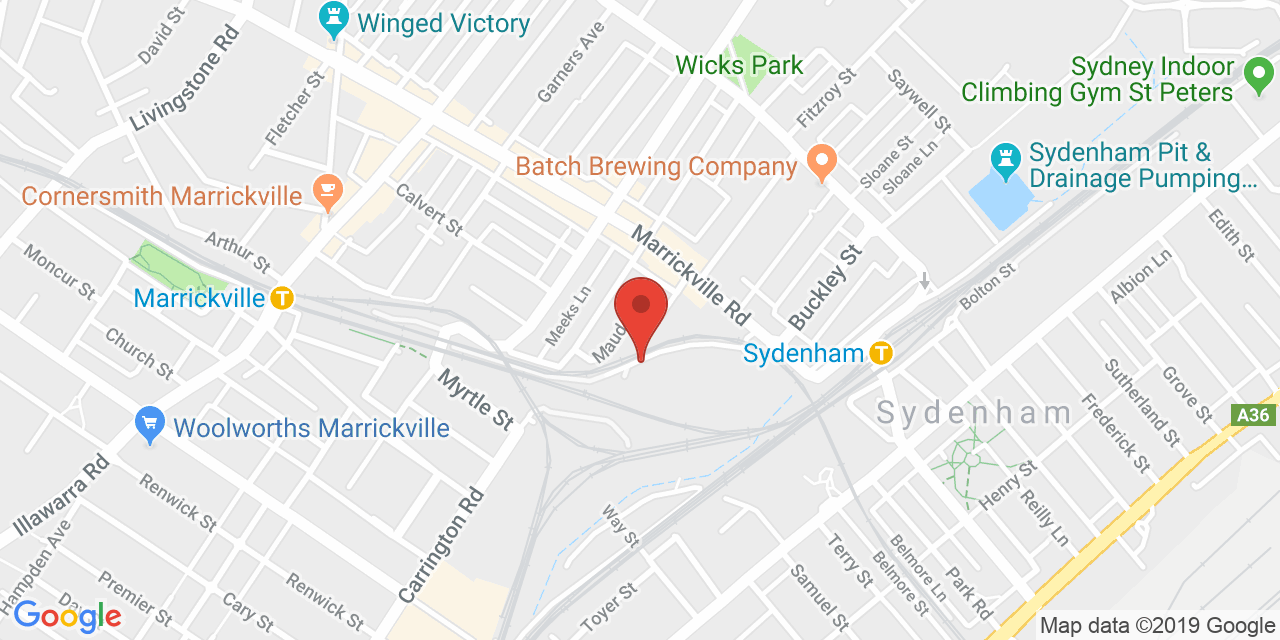 David St
Livingstone Rd
Winged Victory
Garners Ave
Fletcher St
Wicks Park
Fitzroy St
Saywell St
Sydney Indoor
Climbing Gym St Peters
Batch Brewing Company
Sloane St
Sloane Ln
Sydenham Pit &
Drainage Pumping...
Cornersmith Marrickville
Calvert St
Arthur St
Moncur St
Marrickville
T
Marrickville Rd
Buckley St
Edith St
Albion Ln
Bolton St
Meeks Ln
Maud
Church St
Sydenham
T
Myrtle St
Woolworths Marrickville
Sydenham
Grove St
Sutherland St
Frederick St
A36
Illawarra Rd
Renwick St
Carrington Rd
Way St
Henry St
Reilly St
Hampden Ave
Premier St
Cary St
Renwick St
Toyer St
Terry St
Samuel St
Belmore Ln
Belmore St
Park Rd
Google
Map data ©2019 Google